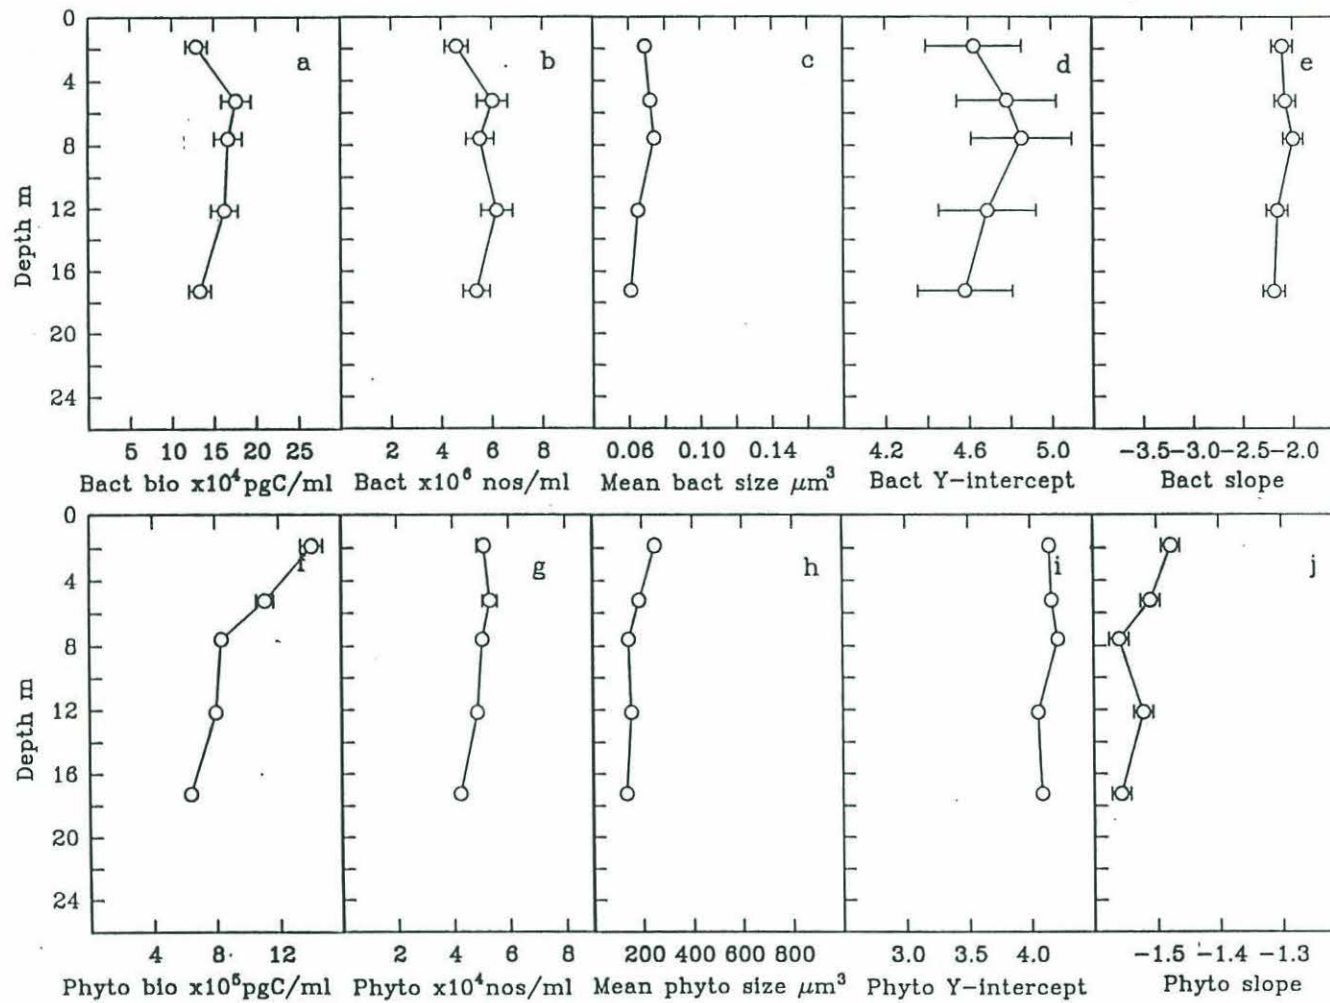 0
4
8
12
16
20
24
Depth m
a b c d e
5 10 15 20 25
2 4 6 8
0.06 0.10 0.14
4.2 4.6 5.0
-3.5 -3.0 -2.5 -2.0
Bact bio x10⁴pgC/ml
Bact x10⁶ nos/ml
Mean bact size μm³
Bact Y-intercept
Bact slope
0
4
8
12
16
20
24
Depth m
f g h i j
4 8 12
2 4 6 8
200 400 600 800
3.0 3.5 4.0
-1.5 -1.4 -1.3
Phyto bio x10⁵pgC/ml
Phyto x10⁴nos/ml
Mean phyto size μm³
Phyto Y-intercept
Phyto slope